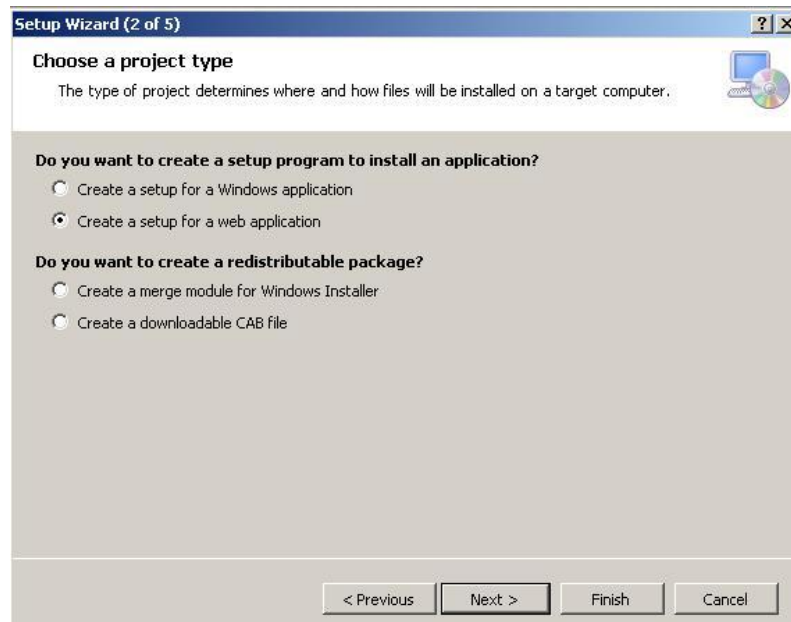 Setup Wizard (2 of 5)
Choose a project type
The type of project determines where and how files will be installed on a target computer.
Do you want to create a setup program to install an application?
Create a setup for a Windows application
Create a setup for a web application
Do you want to create a redistributable package?
Create a merge module for Windows Installer
Create a downloadable CAB file
< Previous Next > Finish Cancel